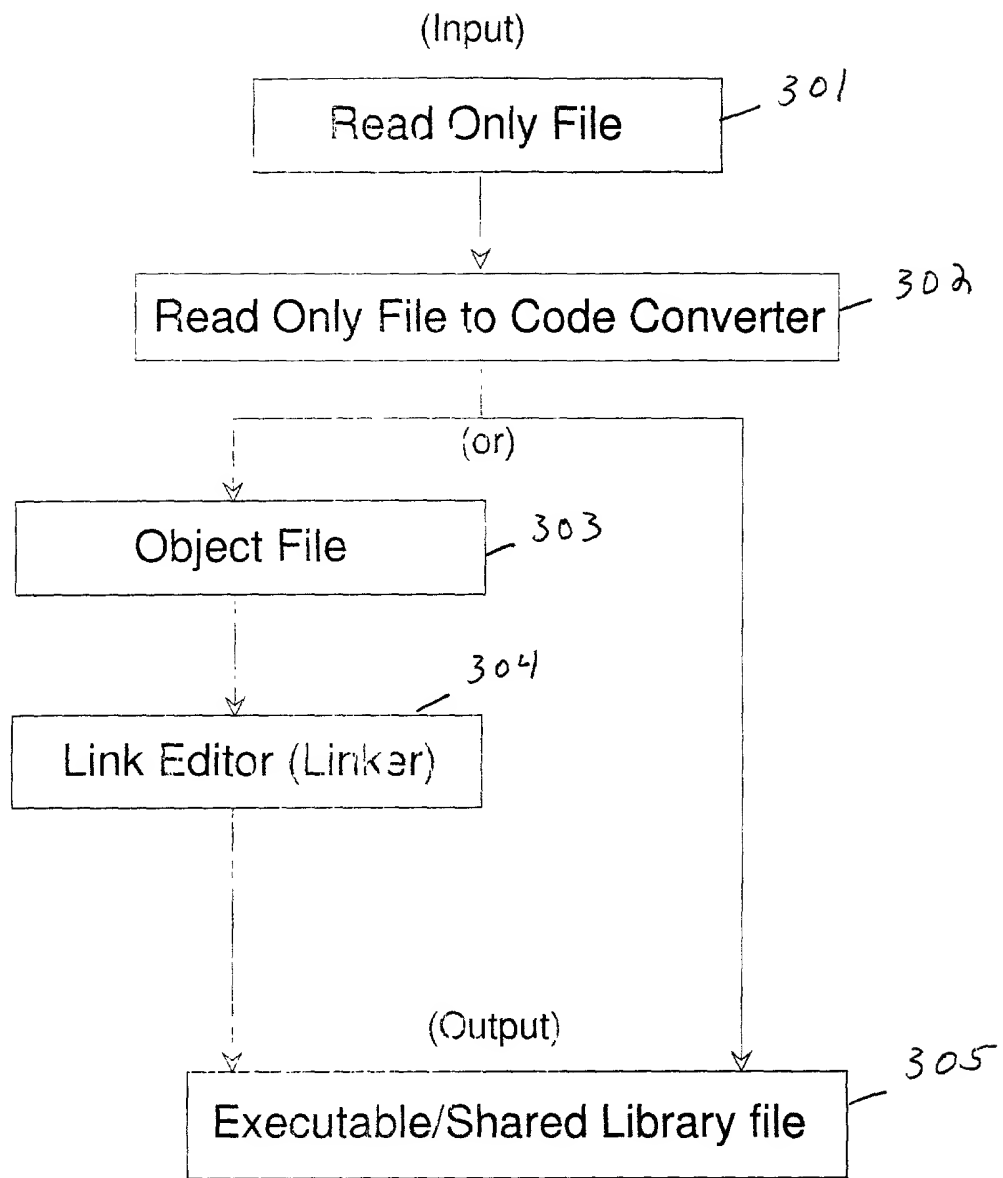 (Input)
301
Read Only File
302
Read Only File to Code Converter
(or)
303
Object File
304
Link Editor (Linker)
(Output)
305
Executable/Shared Library file